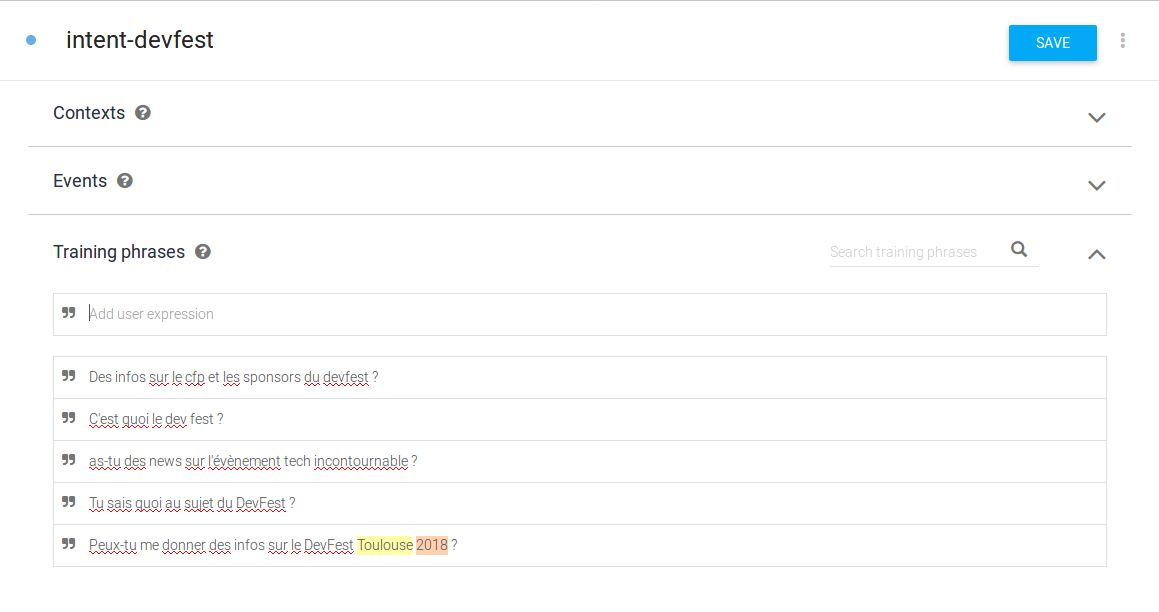 intent-devfest
SAVE
Contexts
Events
Training phrases
Search training phrases
Add user expression
Des infos sur le cfp et les sponsors du devfest ?
C'est quoi le dev fest ?
as-tu des news sur l'évènement tech incontournable ?
Tu sais quoi au sujet du DevFest ?
Peux-tu me donner des infos sur le DevFest Toulouse 2018 ?